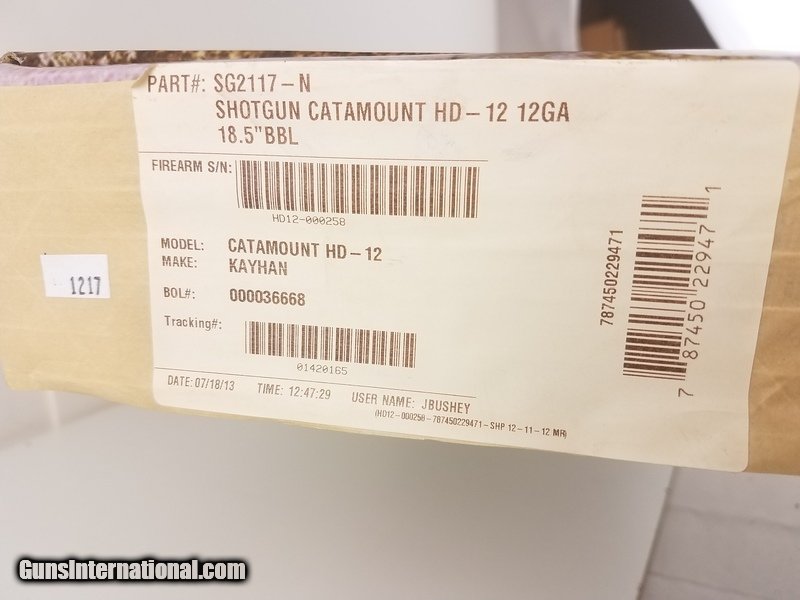 PART#: SG2117-N
SHOTGUN CATAMOUNT HD-12 12GA
18.5"BBL
FIREARM S/N:
HD12-000258
MODEL: CATAMOUNT HD-12
MAKE: KAYHAN
BOL#: 000036668
Tracking#:
01420165
DATE: 07/18/13 TIME: 12:47:29 USER NAME: JBUSHEY
(HD12-000258-787450229471-SHP 12-11-12 MR)
787450229471
7 87450 22947 1
1217
GunsInternational.com